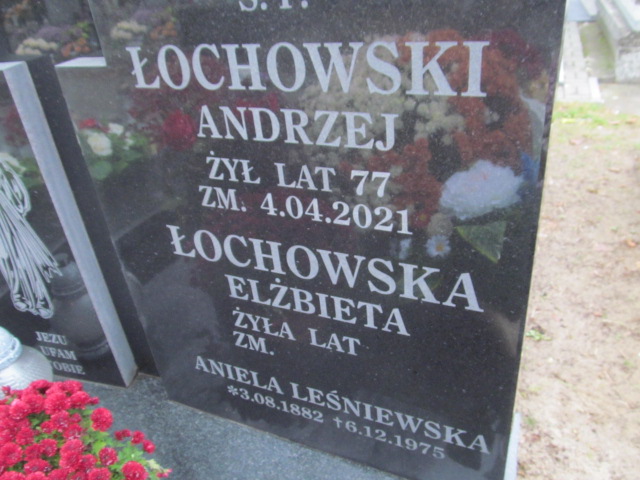 Ś. P.
ŁOCHOWSKI
ANDRZEJ
ŻYŁ LAT 77
ZM. 4.04.2021
ŁOCHOWSKA
ELŻBIETA
ŻYŁA LAT
ZM.
ANIELA LEŚNIEWSKA
*3.08.1882 +6.12.1975
JEZU
UFAM
TOBIE